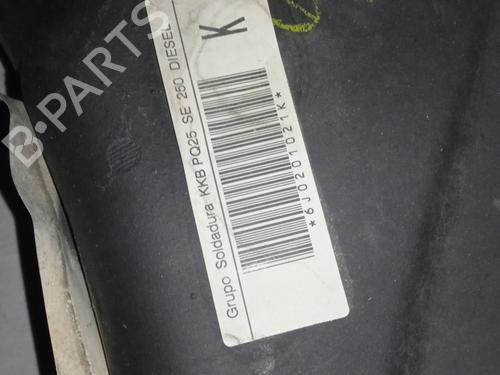 K
Grupo Soldadura KKB PQ25 SE 250 DIESEL
*6J0201021K*
B-PARTS